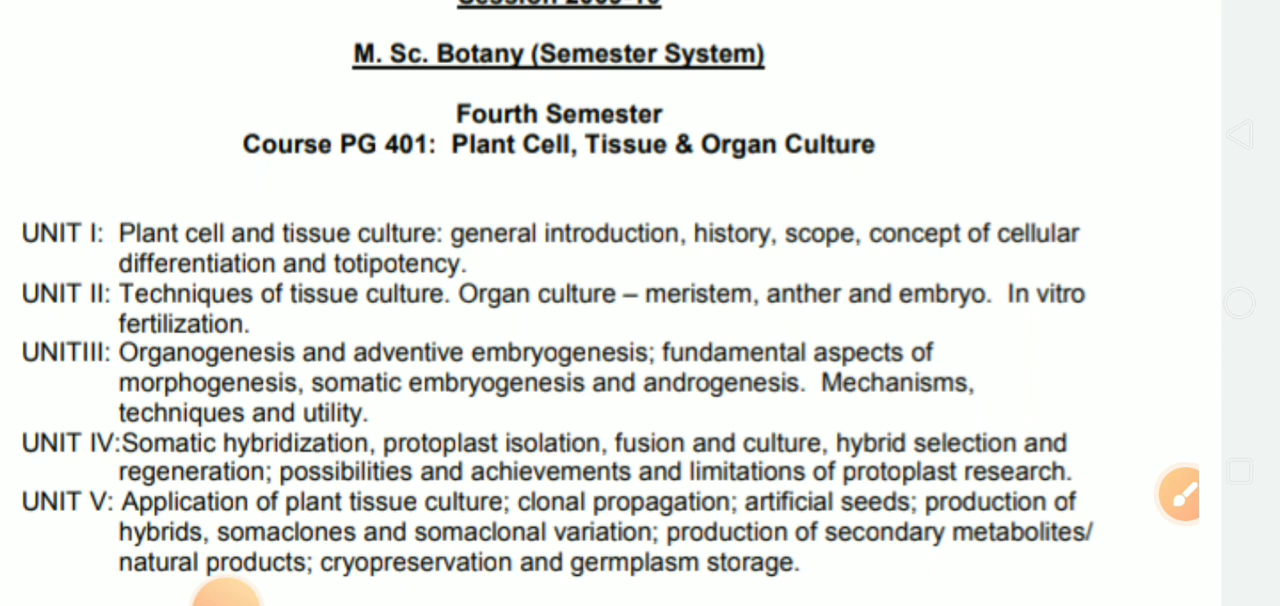 M. Sc. Botany (Semester System)
Fourth Semester
Course PG 401: Plant Cell, Tissue & Organ Culture
UNIT I: Plant cell and tissue culture: general introduction, history, scope, concept of cellular
differentiation and totipotency.
UNIT II: Techniques of tissue culture. Organ culture – meristem, anther and embryo. In vitro
fertilization.
UNITIII: Organogenesis and adventive embryogenesis; fundamental aspects of
morphogenesis, somatic embryogenesis and androgenesis. Mechanisms,
techniques and utility.
UNIT IV:Somatic hybridization, protoplast isolation, fusion and culture, hybrid selection and
regeneration; possibilities and achievements and limitations of protoplast research.
UNIT V: Application of plant tissue culture; clonal propagation; artificial seeds; production of
hybrids, somaclones and somaclonal variation; production of secondary metabolites/
natural products; cryopreservation and germplasm storage.